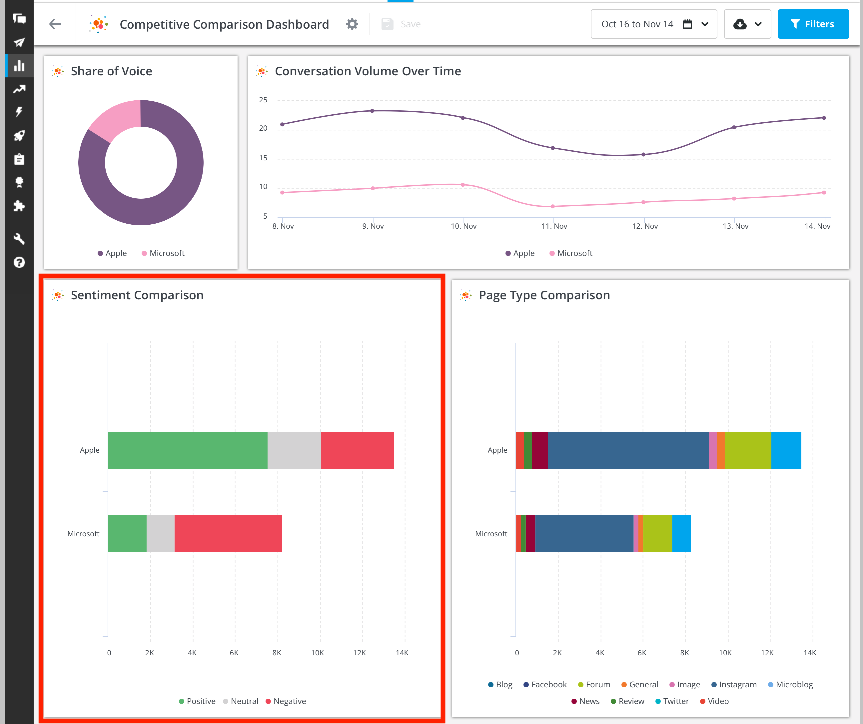 Competitive Comparison Dashboard
Save
Oct 16 to Nov 14
Filters
Share of Voice
Apple Microsoft
Conversation Volume Over Time
25
20
15
10
5
8. Nov 9. Nov 10. Nov 11. Nov 12. Nov 13. Nov 14. Nov
Apple Microsoft
Sentiment Comparison
Apple
Microsoft
0 2K 4K 6K 8K 10K 12K 14K
Positive Neutral Negative
Page Type Comparison
Apple
Microsoft
0 2K 4K 6K 8K 10K 12K 14K
Blog Facebook Forum General Image Instagram Microblog
News Review Twitter Video